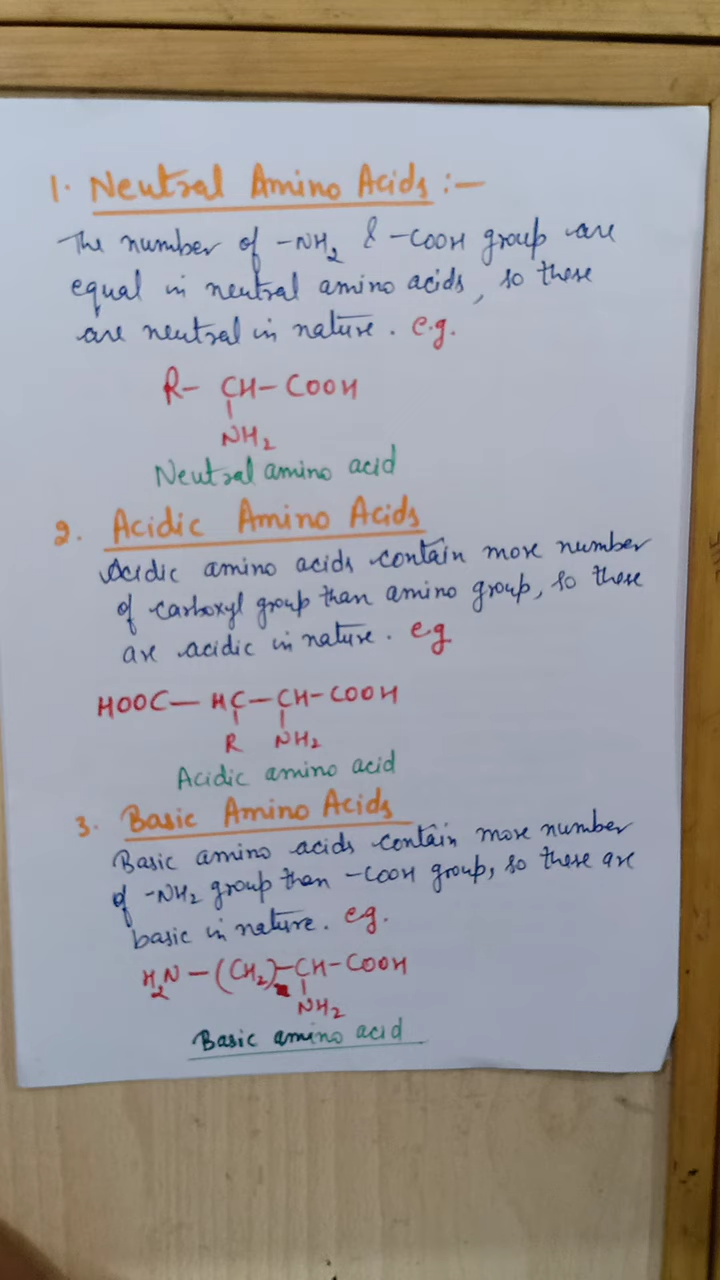 1. Neutral Amino Acids :-
The number of -NH₂ & -COOH group are
equal in neutral amino acids, so these
are neutral in nature. e.g.
R- CH- COOH
NH₂
Neutral amino acid
2. Acidic Amino Acids
Acidic amino acids contain more number
of carboxyl group than amino group, so these
are acidic in nature. e.g
HOOC- HC-CH-COOH
R NH₂
Acidic amino acid
3. Basic Amino Acids
Basic amino acids contain more number
of -NH₂ group than -COOH group, so these are
basic in nature. eg.
H₂N-(CH₂)-CH-COOH
NH₂
Basic amino acid